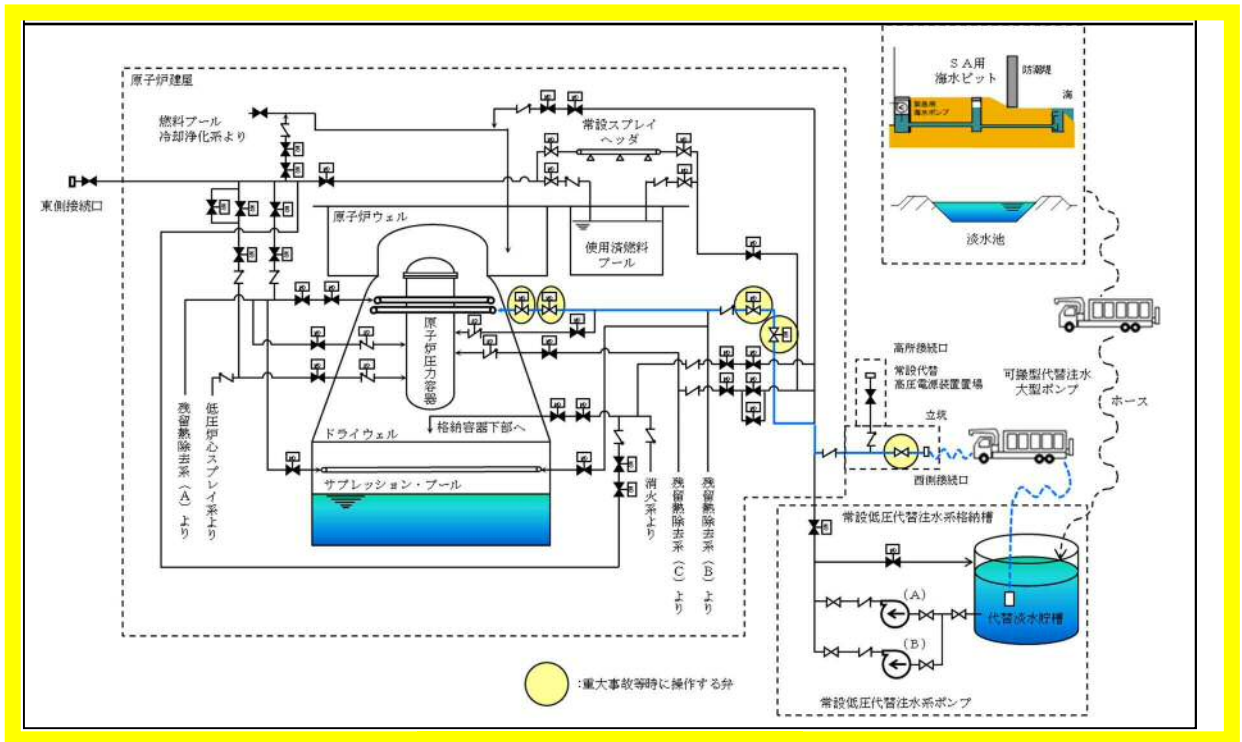 原子炉建屋
燃料プール
冷却浄化系より
常設スプレイ
ヘッダ
東側接続口
原子炉ウェル
使用済燃料
プール
原子炉圧力容器
ドライウェル
格納容器下部へ
サプレッション・プール
残留熱除去系(A)より
低圧炉心スプレイ系より
消火系より
残留熱除去系(C)より
残留熱除去系(B)より
SA用
海水ピット
防潮堤
海
緊急用
海水ポンプ
淡水池
可搬型代替注水
大型ポンプ
ホース
高所接続口
常設代替
高圧電源装置置場
立坑
西側接続口
常設低圧代替注水系格納槽
(A)
代替淡水貯槽
(B)
常設低圧代替注水系ポンプ
:重大事故等時に操作する弁